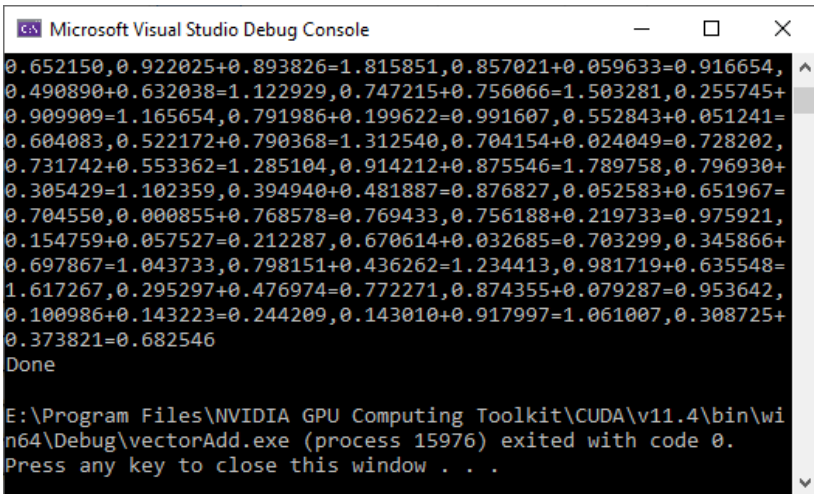 Microsoft Visual Studio Debug Console
0.652150,0.922025+0.893826=1.815851,0.857021+0.059633=0.916654,
0.490890+0.632038=1.122929,0.747215+0.756066=1.503281,0.255745+
0.909909=1.165654,0.791986+0.199622=0.991607,0.552843+0.051241=
0.604083,0.522172+0.790368=1.312540,0.704154+0.024049=0.728202,
0.731742+0.553362=1.285104,0.914212+0.875546=1.789758,0.796930+
0.305429=1.102359,0.394940+0.481887=0.876827,0.052583+0.651967=
0.704550,0.000855+0.768578=0.769433,0.756188+0.219733=0.975921,
0.154759+0.057527=0.212287,0.670614+0.032685=0.703299,0.345866+
0.697867=1.043733,0.798151+0.436262=1.234413,0.981719+0.635548=
1.617267,0.295297+0.476974=0.772271,0.874355+0.079287=0.953642,
0.100986+0.143223=0.244209,0.143010+0.917997=1.061007,0.308725+
0.373821=0.682546
Done
E:\Program Files\NVIDIA GPU Computing Toolkit\CUDA\v11.4\bin\wi
n64\Debug\vectorAdd.exe (process 15976) exited with code 0.
Press any key to close this window . . .